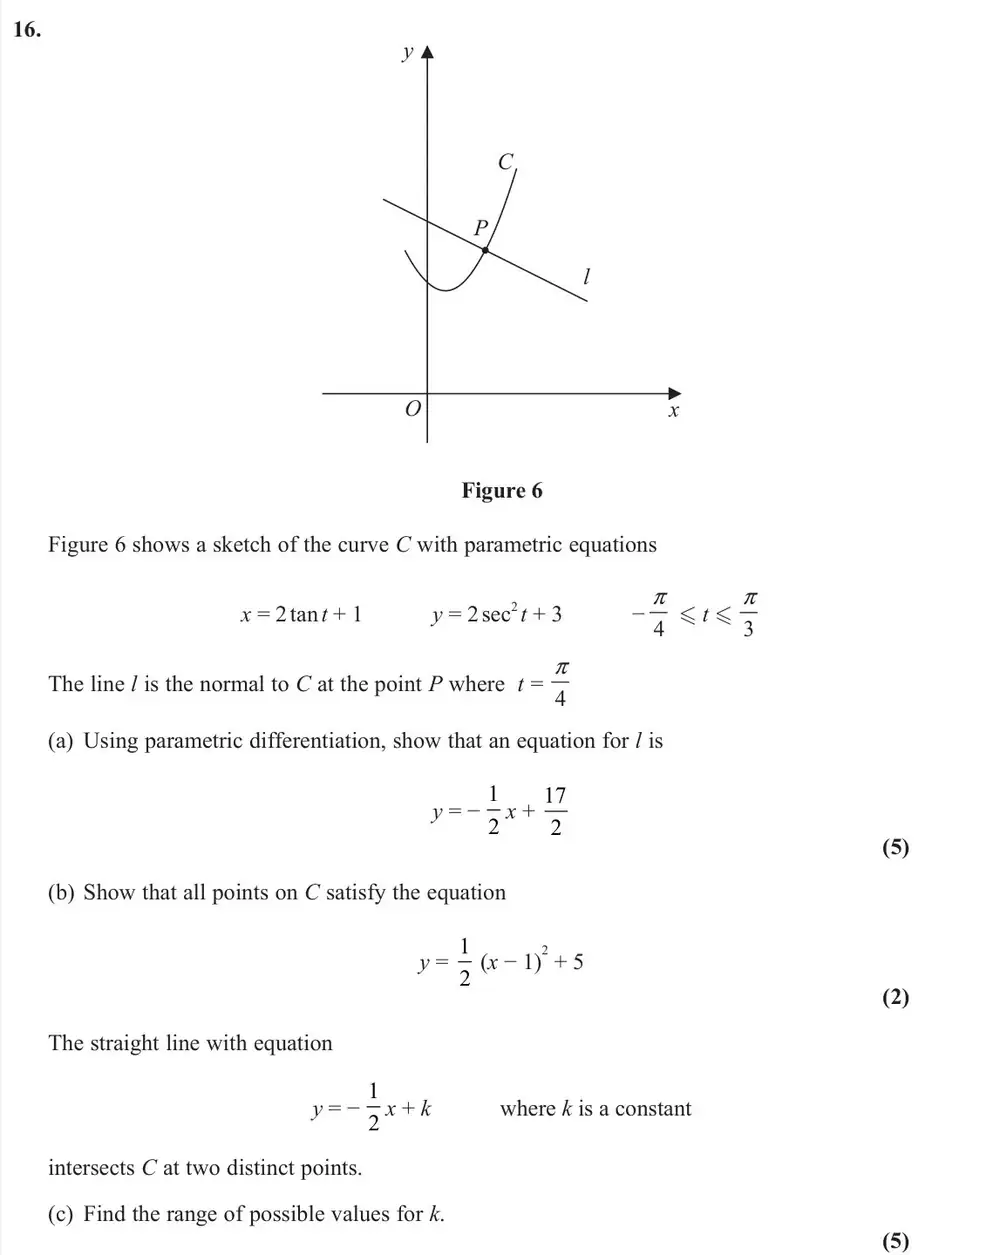 16.
y
C
P
l
O
x
Figure 6
Figure 6 shows a sketch of the curve C with parametric equations
x = 2 tan t + 1 y = 2 sec² t + 3 −π/4 ⩽ t ⩽ π/3
The line l is the normal to C at the point P where t = π/4
(a) Using parametric differentiation, show that an equation for l is
y = −1/2 x + 17/2
(5)
(b) Show that all points on C satisfy the equation
y = 1/2 (x − 1)² + 5
(2)
The straight line with equation
y = −1/2 x + k where k is a constant
intersects C at two distinct points.
(c) Find the range of possible values for k.
(5)